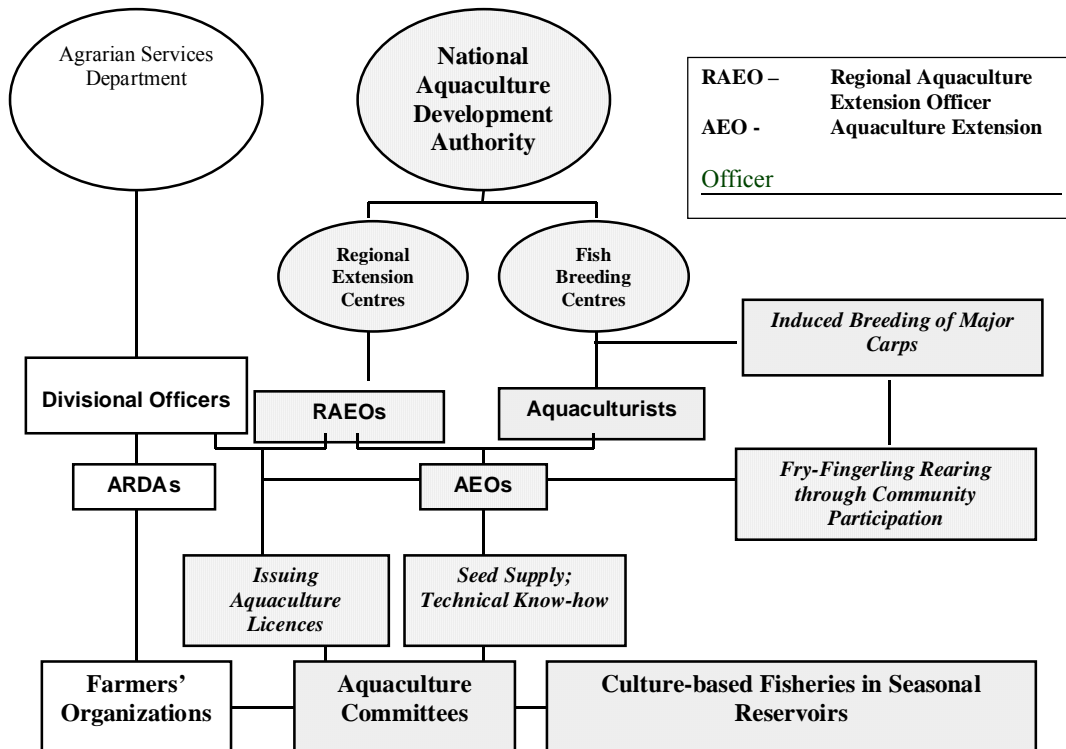 Agrarian Services
Department
National
Aquaculture
Development
Authority
RAEO – Regional Aquaculture
Extension Officer
AEO - Aquaculture Extension
Officer
Regional
Extension
Centres
Fish
Breeding
Centres
Induced Breeding of Major
Carps
Divisional Officers
RAEOs
Aquaculturists
ARDAs
AEOs
Fry-Fingerling Rearing
through Community
Participation
Issuing
Aquaculture
Licences
Seed Supply;
Technical Know-how
Farmers’
Organizations
Aquaculture
Committees
Culture-based Fisheries in Seasonal
Reservoirs